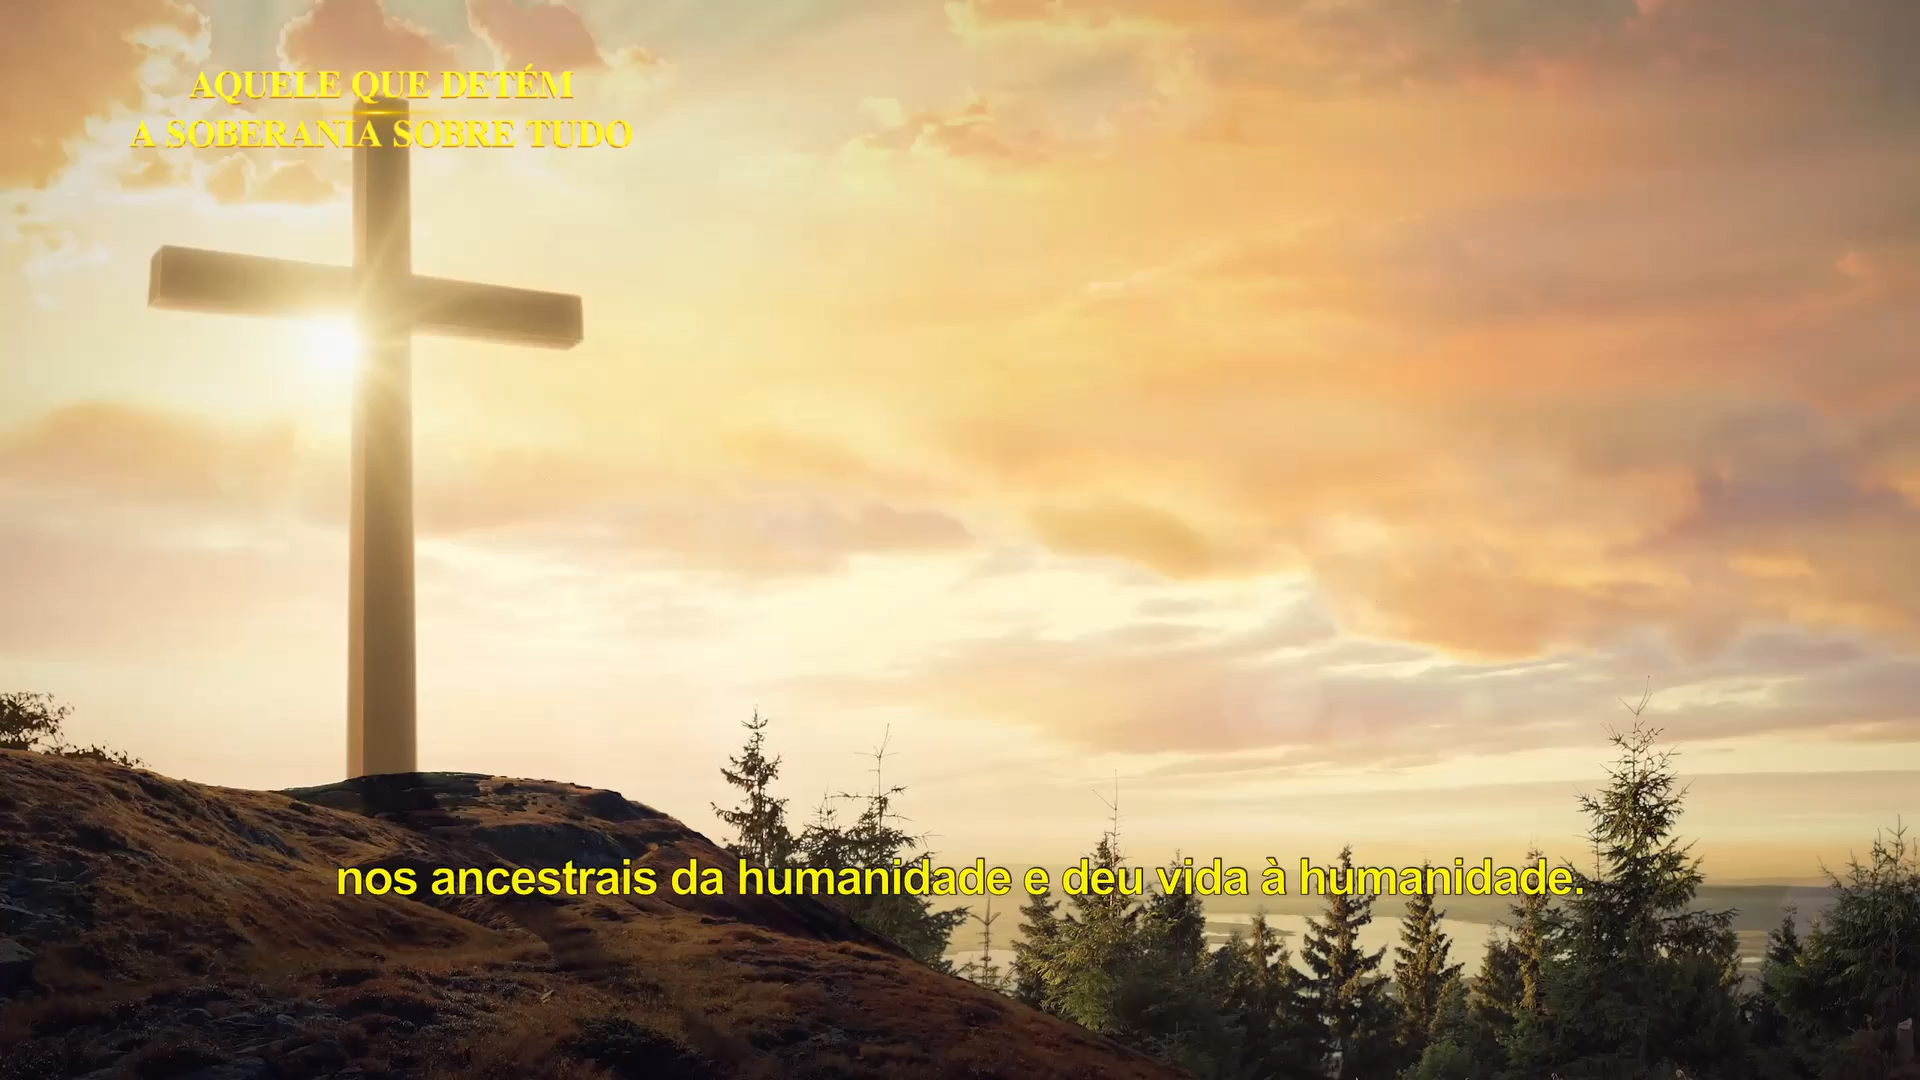 AQUELE QUE DETÉM
A SOBERANIA SOBRE TUDO
nos ancestrais da humanidade e deu vida à humanidade.